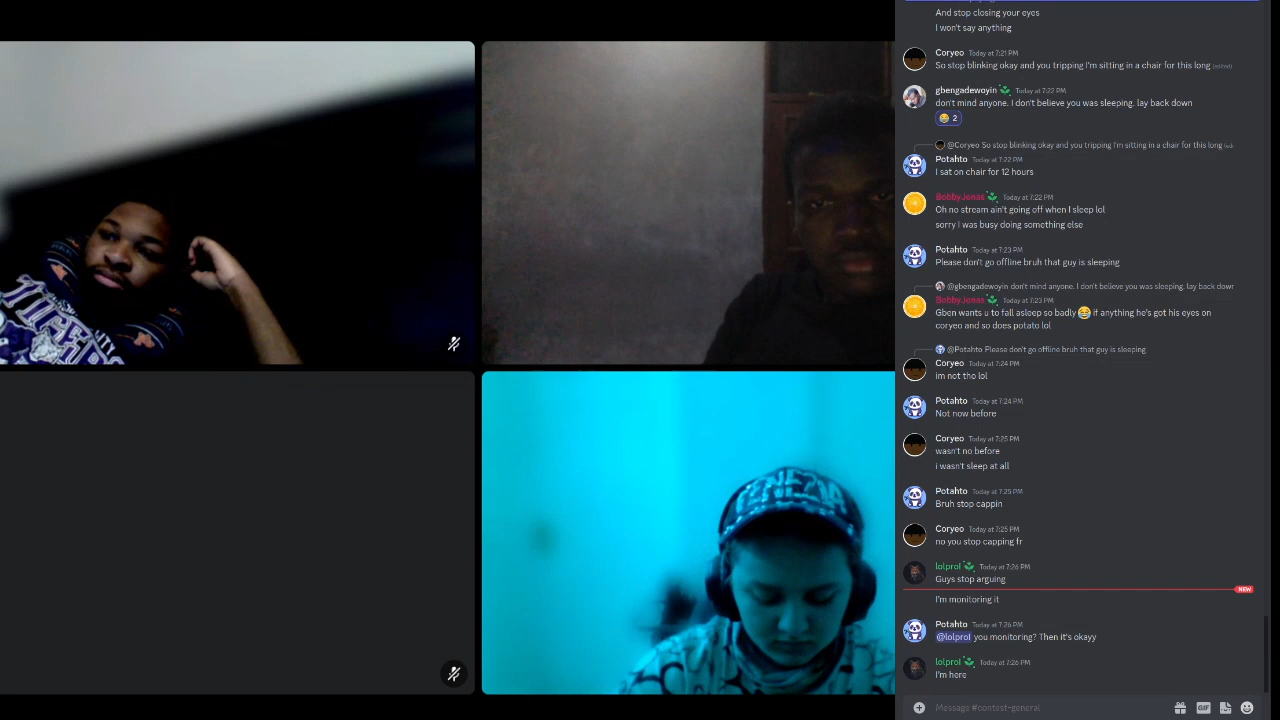 And stop closing your eyes
I won't say anything
Coryeo Today at 7:21 PM
So stop blinking okay and you tripping I'm sitting in a chair for this long (edited)
gbengadewoyin Today at 7:22 PM
don't mind anyone. I don't believe you was sleeping. lay back down
😂 2
@Coryeo So stop blinking okay and you tripping I'm sitting in a chair for this long
Potahto Today at 7:22 PM
I sat on chair for 12 hours
BobbyJonas Today at 7:22 PM
Oh no stream ain't going off when I sleep lol
sorry I was busy doing something else
Potahto Today at 7:23 PM
Please don't go offline bruh that guy is sleeping
@gbengadewoyin don't mind anyone. I don't believe you was sleeping. lay back down
BobbyJonas Today at 7:23 PM
Gben wants u to fall asleep so badly 😂 if anything he's got his eyes on
coryeo and so does potato lol
@Potahto Please don't go offline bruh that guy is sleeping
Coryeo Today at 7:24 PM
im not tho lol
Potahto Today at 7:24 PM
Not now before
Coryeo Today at 7:25 PM
wasn't no before
i wasn't sleep at all
Potahto Today at 7:25 PM
Bruh stop cappin
Coryeo Today at 7:25 PM
no you stop capping fr
lolprol Today at 7:26 PM
Guys stop arguing
NEW
I'm monitoring it
Potahto Today at 7:26 PM
@lolprol you monitoring? Then it's okayy
lolprol Today at 7:26 PM
I'm here
Message #contest-general
GIF